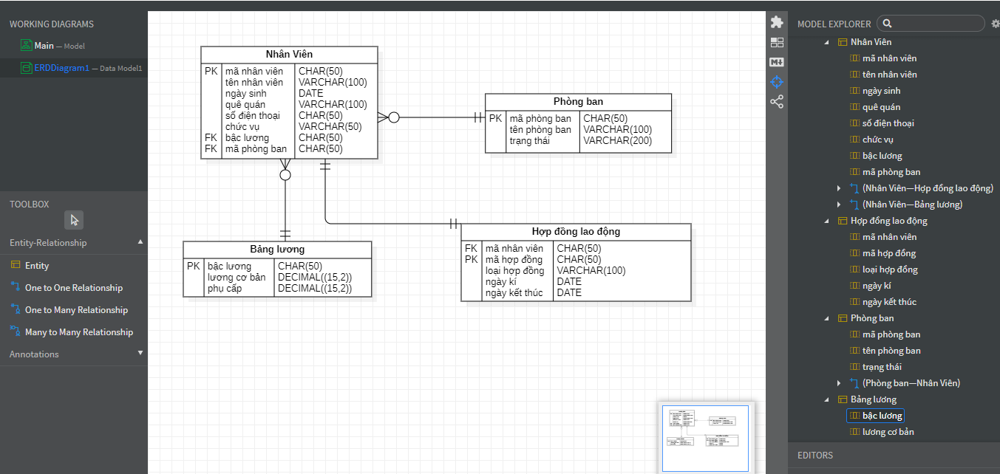 WORKING DIAGRAMS
Main — Model
ERDDiagram1 — Data Model1
TOOLBOX
Entity-Relationship
Entity
One to One Relationship
One to Many Relationship
Many to Many Relationship
Annotations
Nhân Viên
PK mã nhân viên CHAR(50)
tên nhân viên VARCHAR(100)
ngày sinh DATE
quê quán VARCHAR(100)
số điện thoại CHAR(50)
chức vụ VARCHAR(50)
FK bậc lương CHAR(50)
FK mã phòng ban CHAR(50)
Phòng ban
PK mã phòng ban CHAR(50)
tên phòng ban VARCHAR(100)
trạng thái VARCHAR(200)
Bảng lương
PK bậc lương CHAR(50)
lương cơ bản DECIMAL((15,2))
phụ cấp DECIMAL((15,2))
Hợp đồng lao động
FK mã nhân viên CHAR(50)
PK mã hợp đồng CHAR(50)
loại hợp đồng VARCHAR(100)
ngày kí DATE
ngày kết thúc DATE
MODEL EXPLORER
Nhân Viên
mã nhân viên
tên nhân viên
ngày sinh
quê quán
số điện thoại
chức vụ
bậc lương
mã phòng ban
(Nhân Viên—Hợp đồng lao động)
(Nhân Viên—Bảng lương)
Hợp đồng lao động
mã nhân viên
mã hợp đồng
loại hợp đồng
ngày kí
ngày kết thúc
Phòng ban
mã phòng ban
tên phòng ban
trạng thái
(Phòng ban—Nhân Viên)
Bảng lương
bậc lương
lương cơ bản
EDITORS